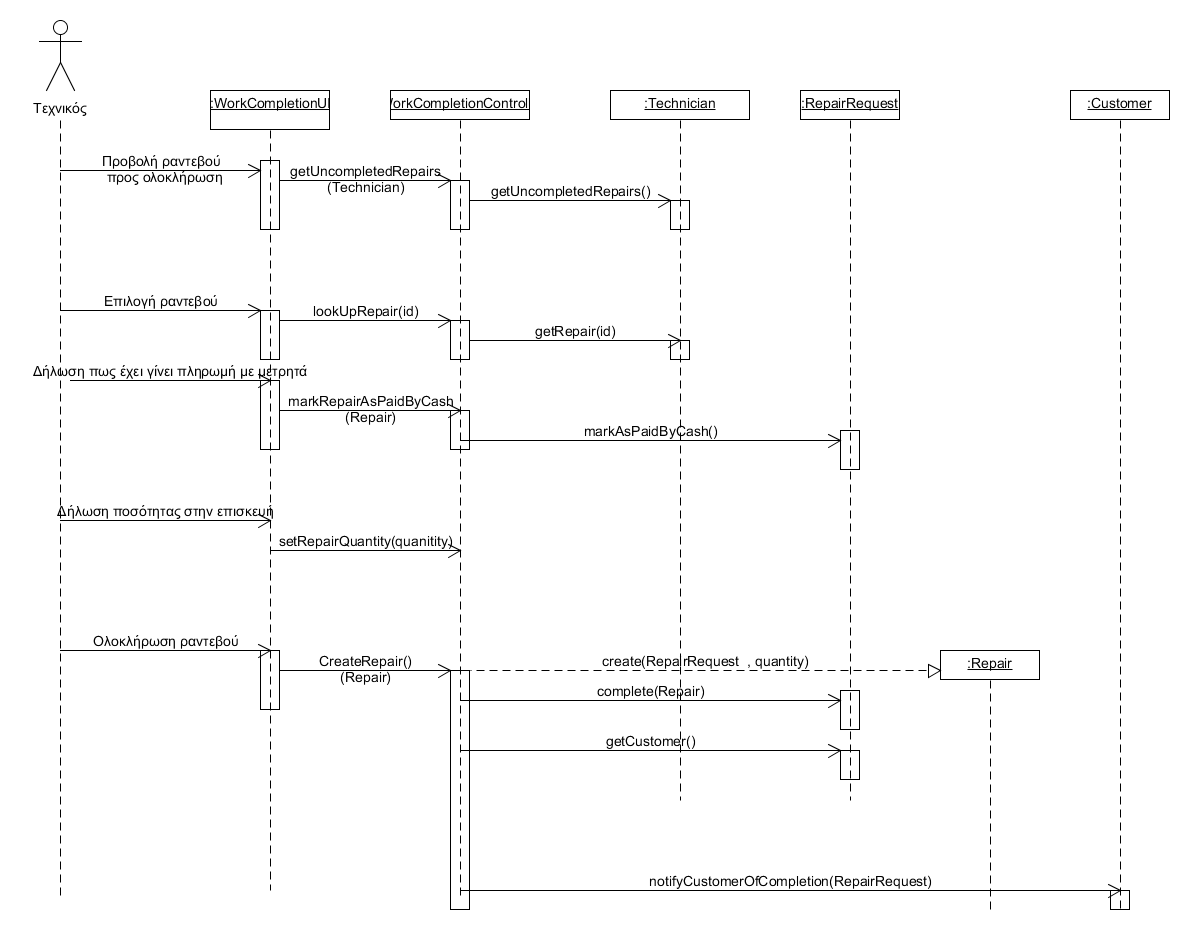 Τεχνικός
:WorkCompletionUI
WorkCompletionControl
:Technician
:RepairRequest
:Customer
Προβολή ραντεβού
προς ολοκλήρωση
getUncompletedRepairs
(Technician)
getUncompletedRepairs()
Επιλογή ραντεβού
lookUpRepair(id)
getRepair(id)
Δήλωση πως έχει γίνει πληρωμή με μετρητά
markRepairAsPaidByCash
(Repair)
markAsPaidByCash()
Δήλωση ποσότητας στην επισκευή
setRepairQuantity(quanitity)
Ολοκλήρωση ραντεβού
CreateRepair()
(Repair)
create(RepairRequest , quantity)
:Repair
complete(Repair)
getCustomer()
notifyCustomerOfCompletion(RepairRequest)